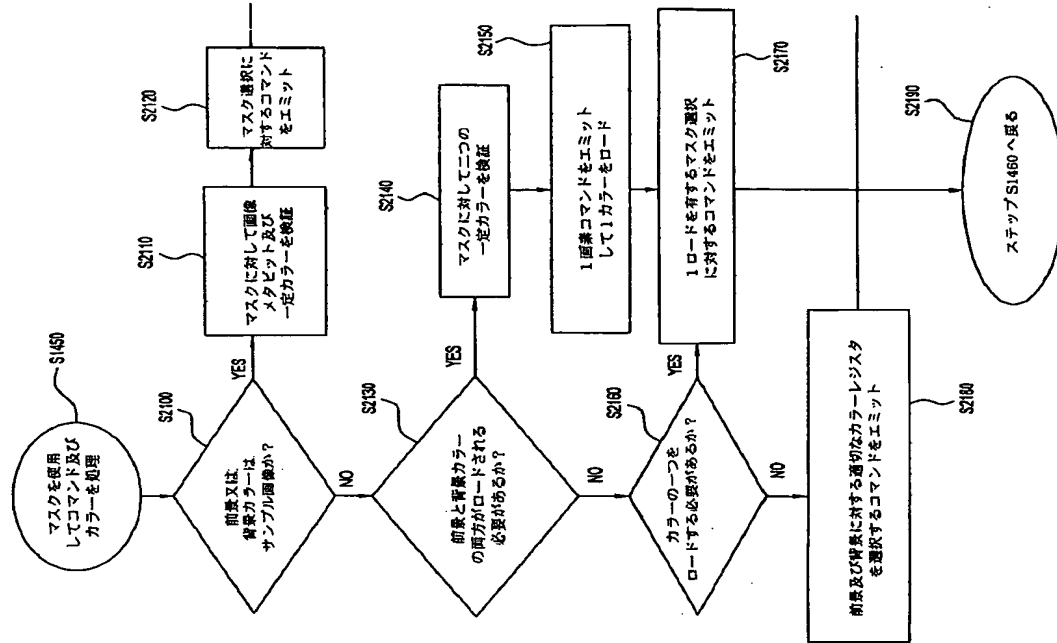 S1450
マスクを使用
してコマンド及び
カラーを処理
S2100
前景又は
背景カラーは、
サンプル画像か?
YES
NO
S2110
マスクに対して画像
メタビット及び
一定カラーを検証
S2120
マスク選択に
対するコマンド
をエミット
S2130
前景と背景カラー
の両方がロードされる
必要があるか?
YES
NO
S2140
マスクに対して二つの
一定カラーを検証
S2150
1画素コマンドをエミット
して1カラーをロード
S2160
カラーの一つを
ロードする必要があるか?
YES
NO
S2170
1ロードを有するマスク選択
に対するコマンドをエミット
S2180
前景及び背景に対する適切なカラーレジスタ
を選択するコマンドをエミット
S2190
ステップS1460へ戻る